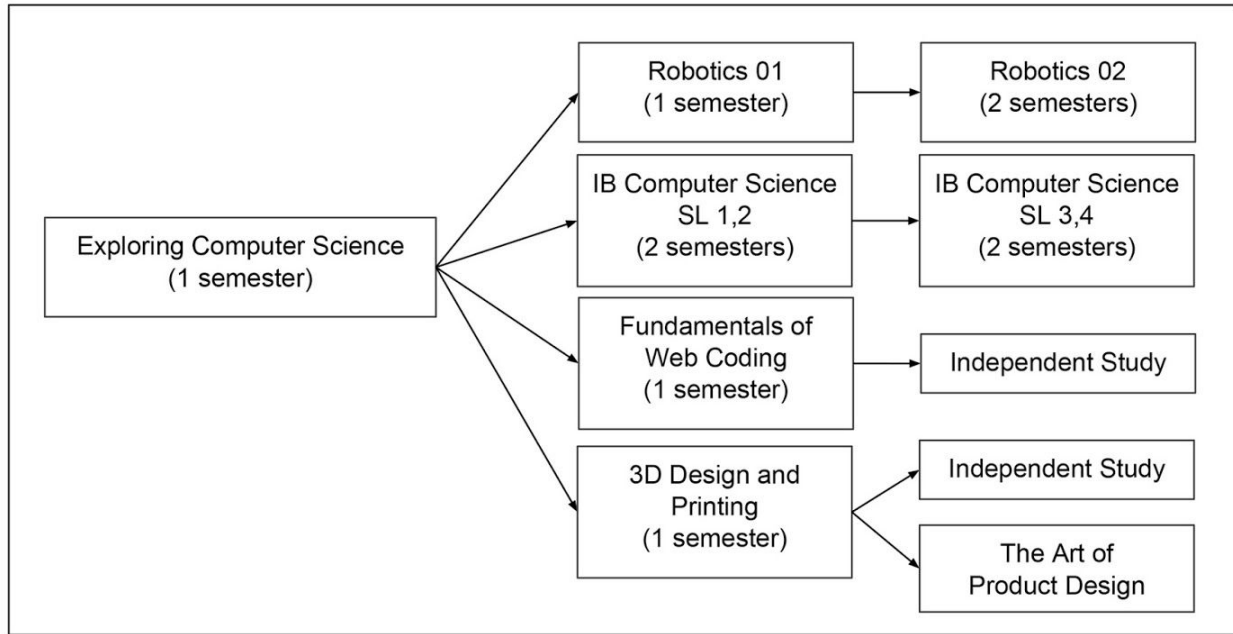 Exploring Computer Science
(1 semester)
Robotics 01
(1 semester)
Robotics 02
(2 semesters)
IB Computer Science
SL 1,2
(2 semesters)
IB Computer Science
SL 3,4
(2 semesters)
Fundamentals of
Web Coding
(1 semester)
Independent Study
3D Design and
Printing
(1 semester)
Independent Study
The Art of
Product Design